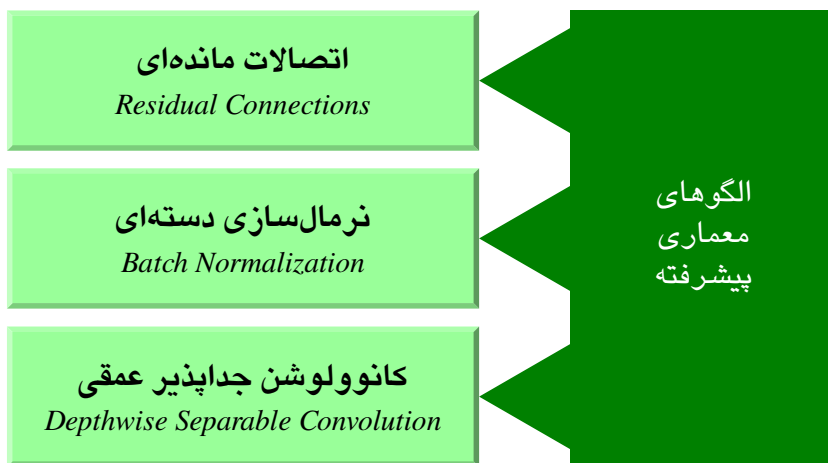 الگوهای
معماری
پیشرفته
اتصالات مانده‌ای
Residual Connections
نرمال‌سازی دسته‌ای
Batch Normalization
کانوولوشن جداپذیر عمقی
Depthwise Separable Convolution